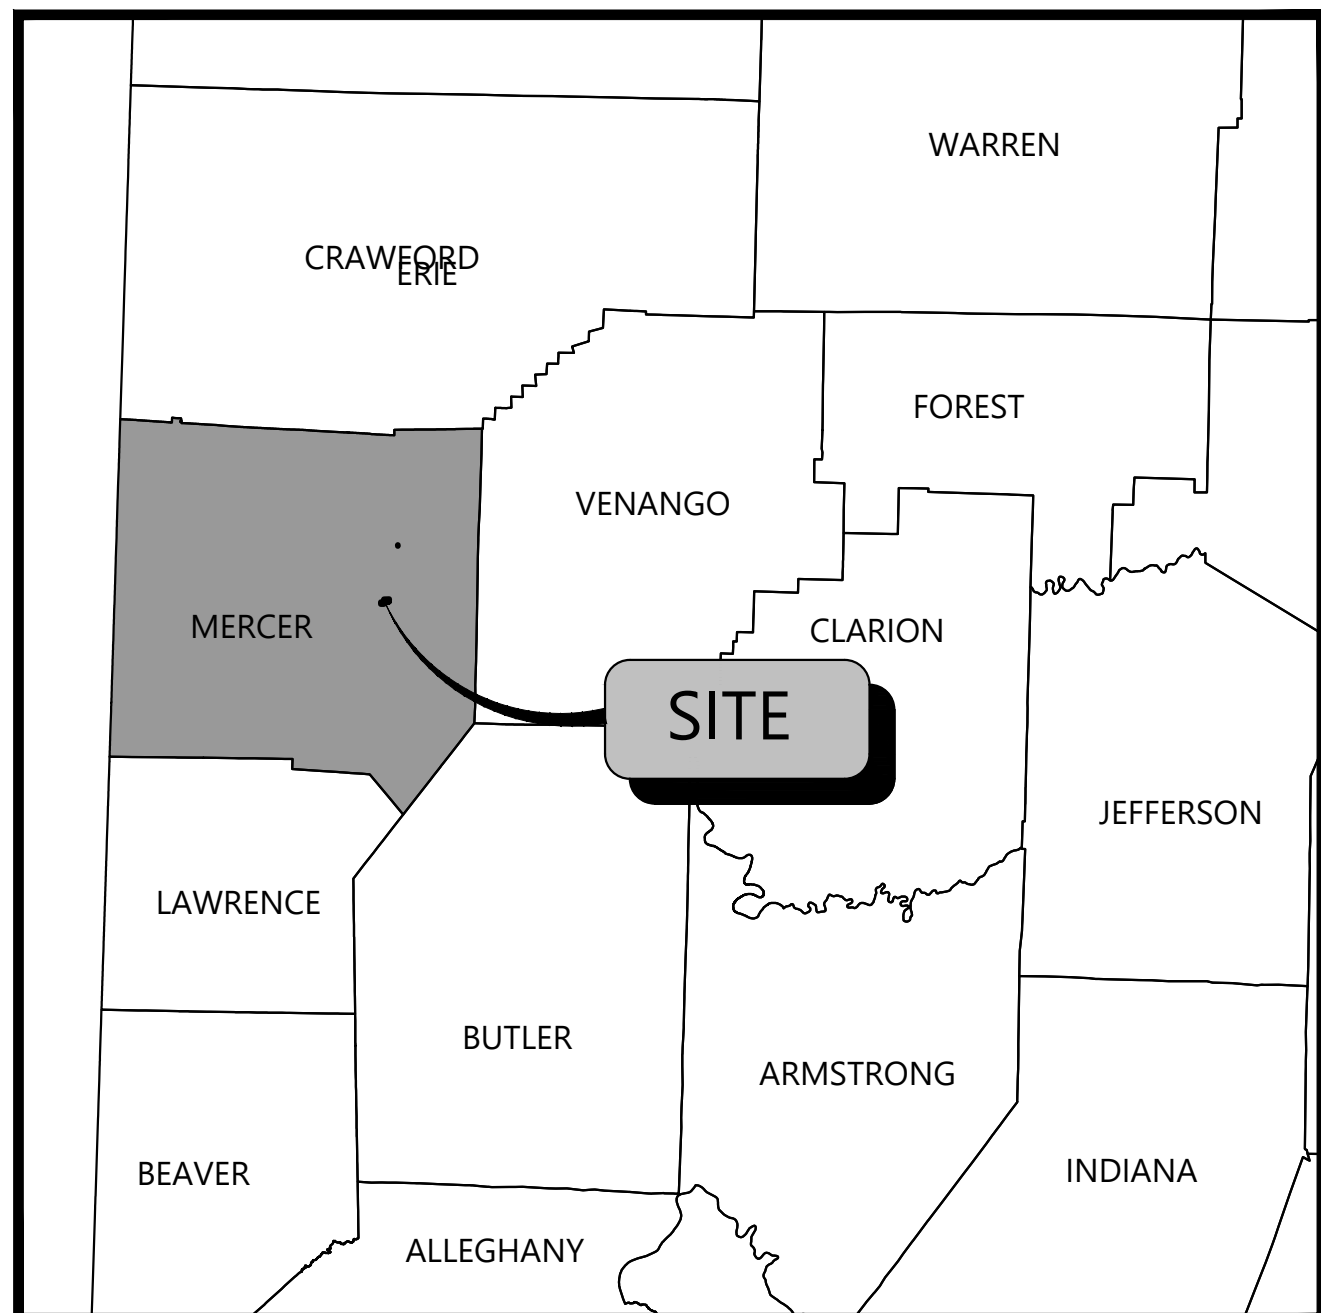 WARREN
CRAWFORD
ERIE
FOREST
VENANGO
MERCER
CLARION
SITE
JEFFERSON
LAWRENCE
BUTLER
ARMSTRONG
BEAVER
INDIANA
ALLEGHANY